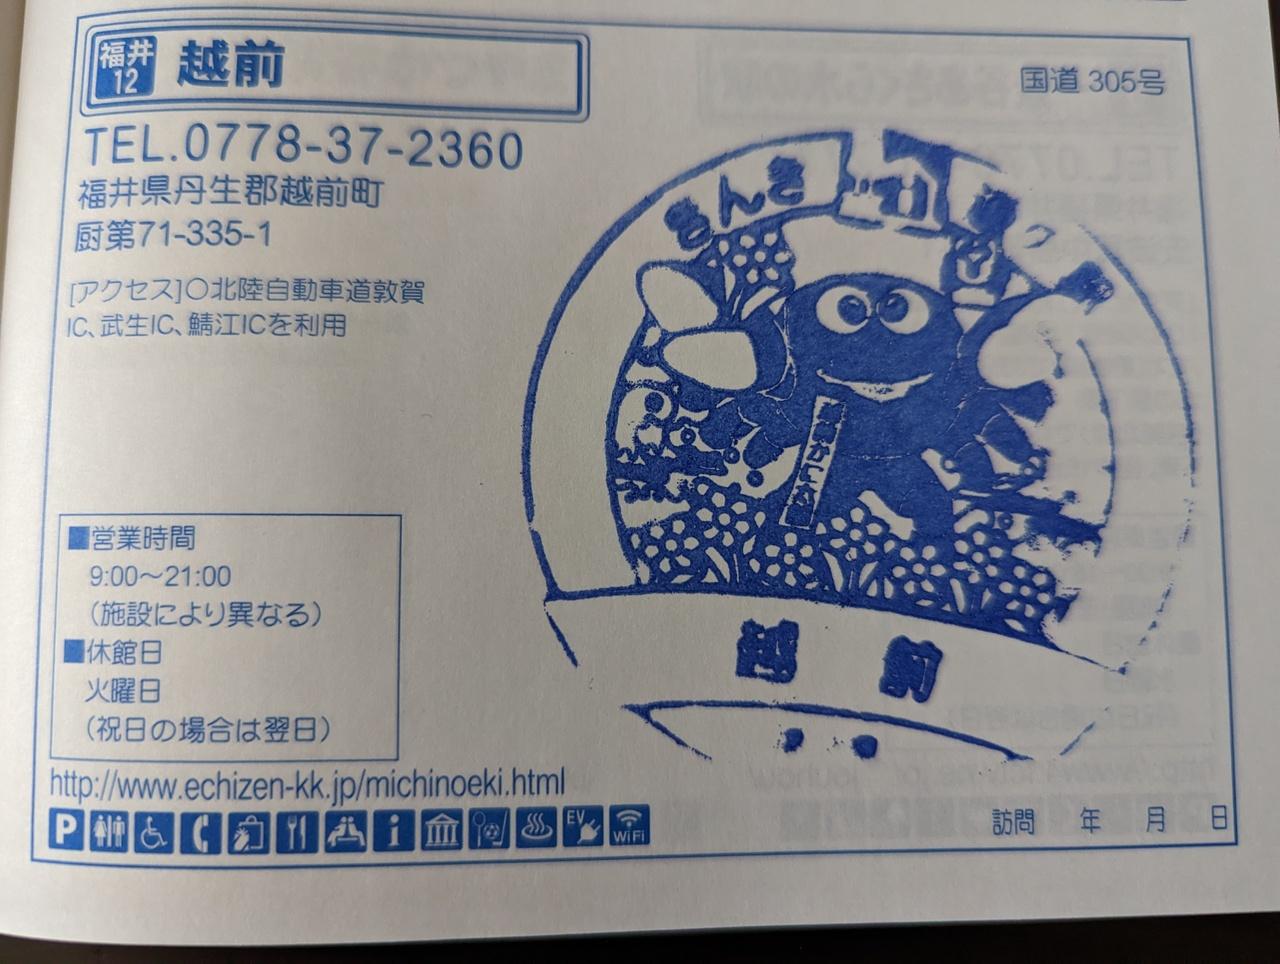 福井
12
越前
国道 305号
TEL.0778-37-2360
福井県丹生郡越前町
厨第71-335-1
[アクセス]○北陸自動車道敦賀
IC、武生IC、鯖江ICを利用
■営業時間
9:00～21:00
（施設により異なる）
■休館日
火曜日
（祝日の場合は翌日）
http://www.echizen-kk.jp/michinoeki.html
P
i
EV
WiFi
越前
訪問 年 月 日